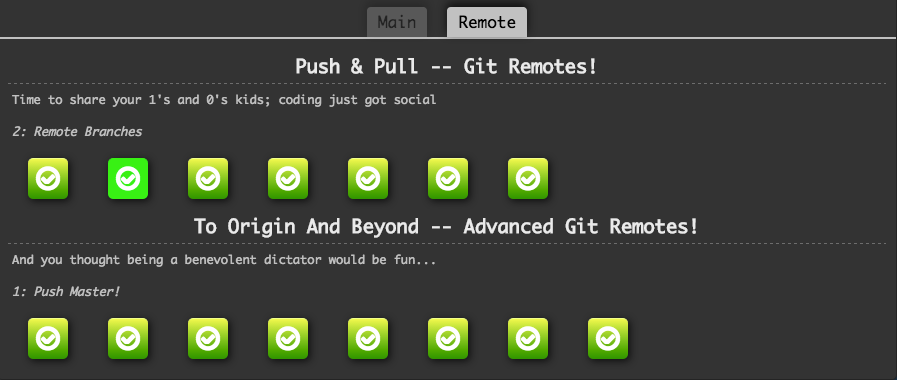 Main
Remote
Push & Pull -- Git Remotes!
Time to share your 1's and 0's kids; coding just got social
2: Remote Branches
To Origin And Beyond -- Advanced Git Remotes!
And you thought being a benevolent dictator would be fun...
1: Push Master!